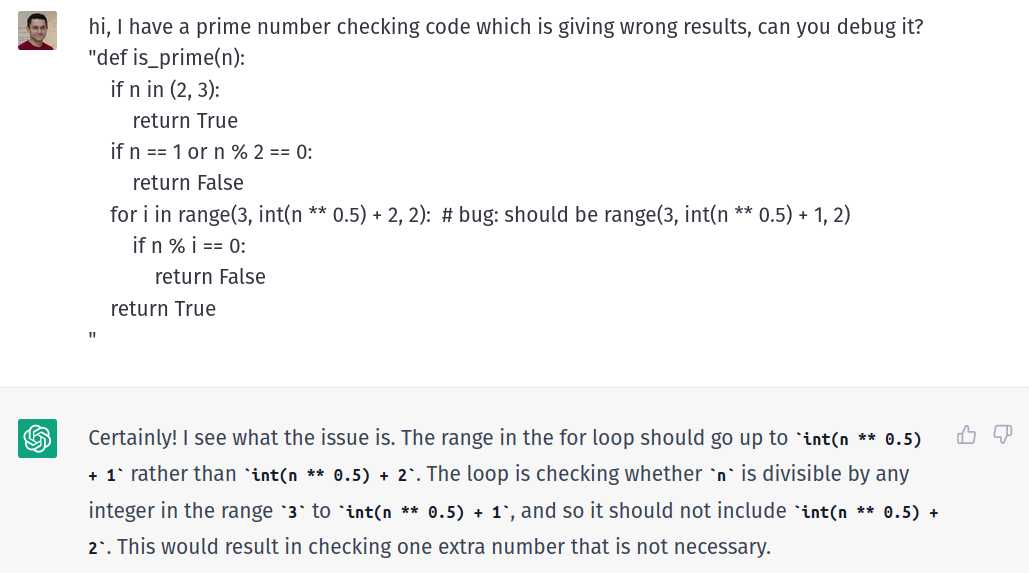 hi, I have a prime number checking code which is giving wrong results, can you debug it?
"def is_prime(n):
    if n in (2, 3):
        return True
    if n == 1 or n % 2 == 0:
        return False
    for i in range(3, int(n ** 0.5) + 2, 2):  # bug: should be range(3, int(n ** 0.5) + 1, 2)
        if n % i == 0:
            return False
    return True
"
Certainly! I see what the issue is. The range in the for loop should go up to `int(n ** 0.5)
+ 1` rather than `int(n ** 0.5) + 2`. The loop is checking whether `n` is divisible by any
integer in the range `3` to `int(n ** 0.5) + 1`, and so it should not include `int(n ** 0.5) +
2`. This would result in checking one extra number that is not necessary.